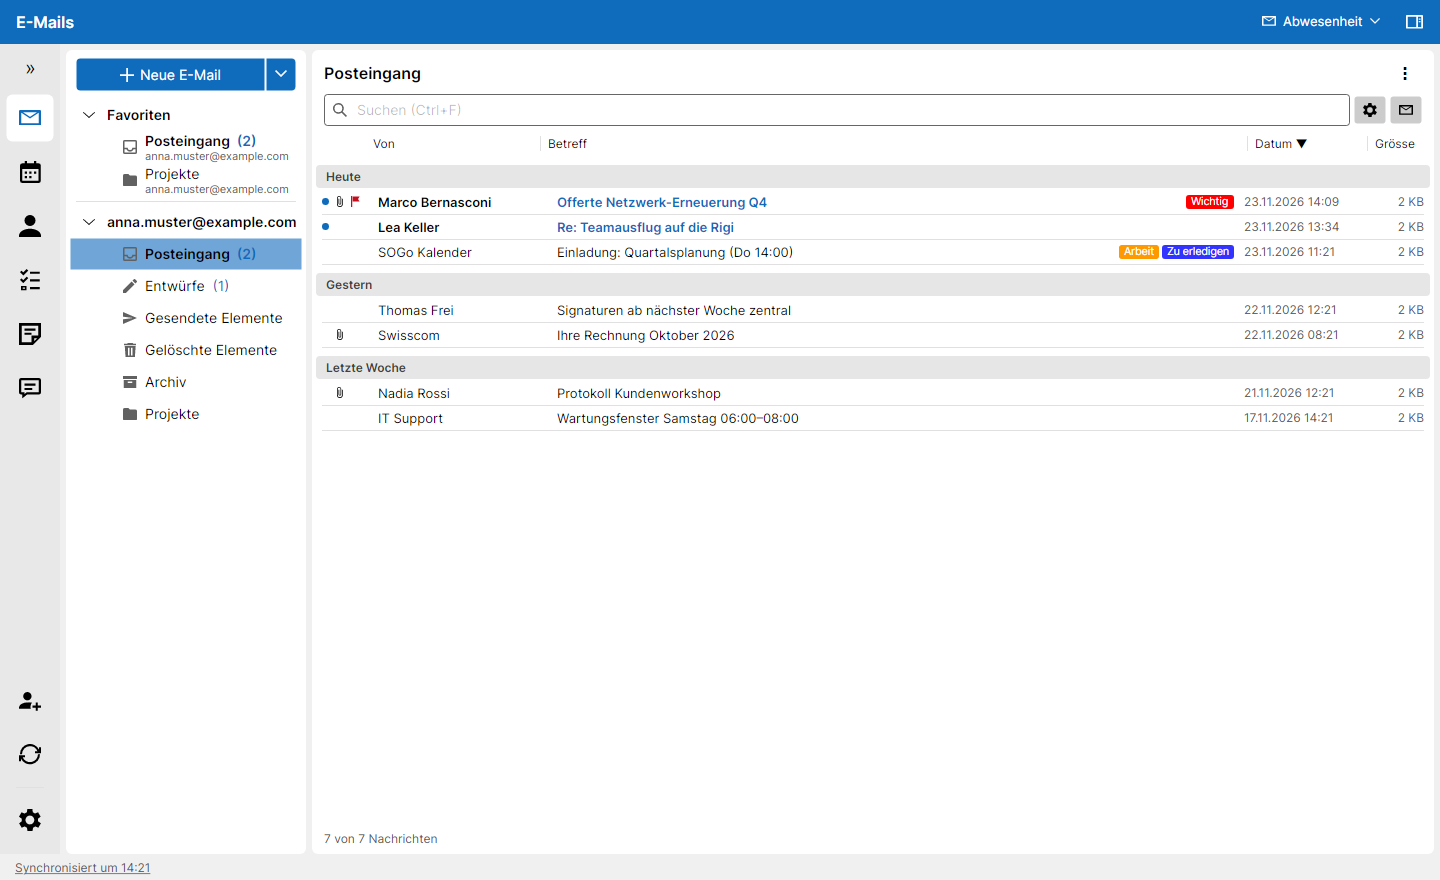 E-Mails
Abwesenheit
»
Neue E-Mail
Favoriten
Posteingang (2)
anna.muster@example.com
Projekte
anna.muster@example.com
anna.muster@example.com
Posteingang (2)
Entwürfe (1)
Gesendete Elemente
Gelöschte Elemente
Archiv
Projekte
Posteingang
Suchen (Ctrl+F)
Von Betreff Datum ▼ Grösse
Heute
Marco Bernasconi Offerte Netzwerk-Erneuerung Q4 Wichtig 23.11.2026 14:09 2 KB
Lea Keller Re: Teamausflug auf die Rigi 23.11.2026 13:34 2 KB
SOGo Kalender Einladung: Quartalsplanung (Do 14:00) Arbeit Zu erledigen 23.11.2026 11:21 2 KB
Gestern
Thomas Frei Signaturen ab nächster Woche zentral 22.11.2026 12:21 2 KB
Swisscom Ihre Rechnung Oktober 2026 22.11.2026 08:21 2 KB
Letzte Woche
Nadia Rossi Protokoll Kundenworkshop 21.11.2026 12:21 2 KB
IT Support Wartungsfenster Samstag 06:00–08:00 17.11.2026 14:21 2 KB
7 von 7 Nachrichten
Synchronisiert um 14:21